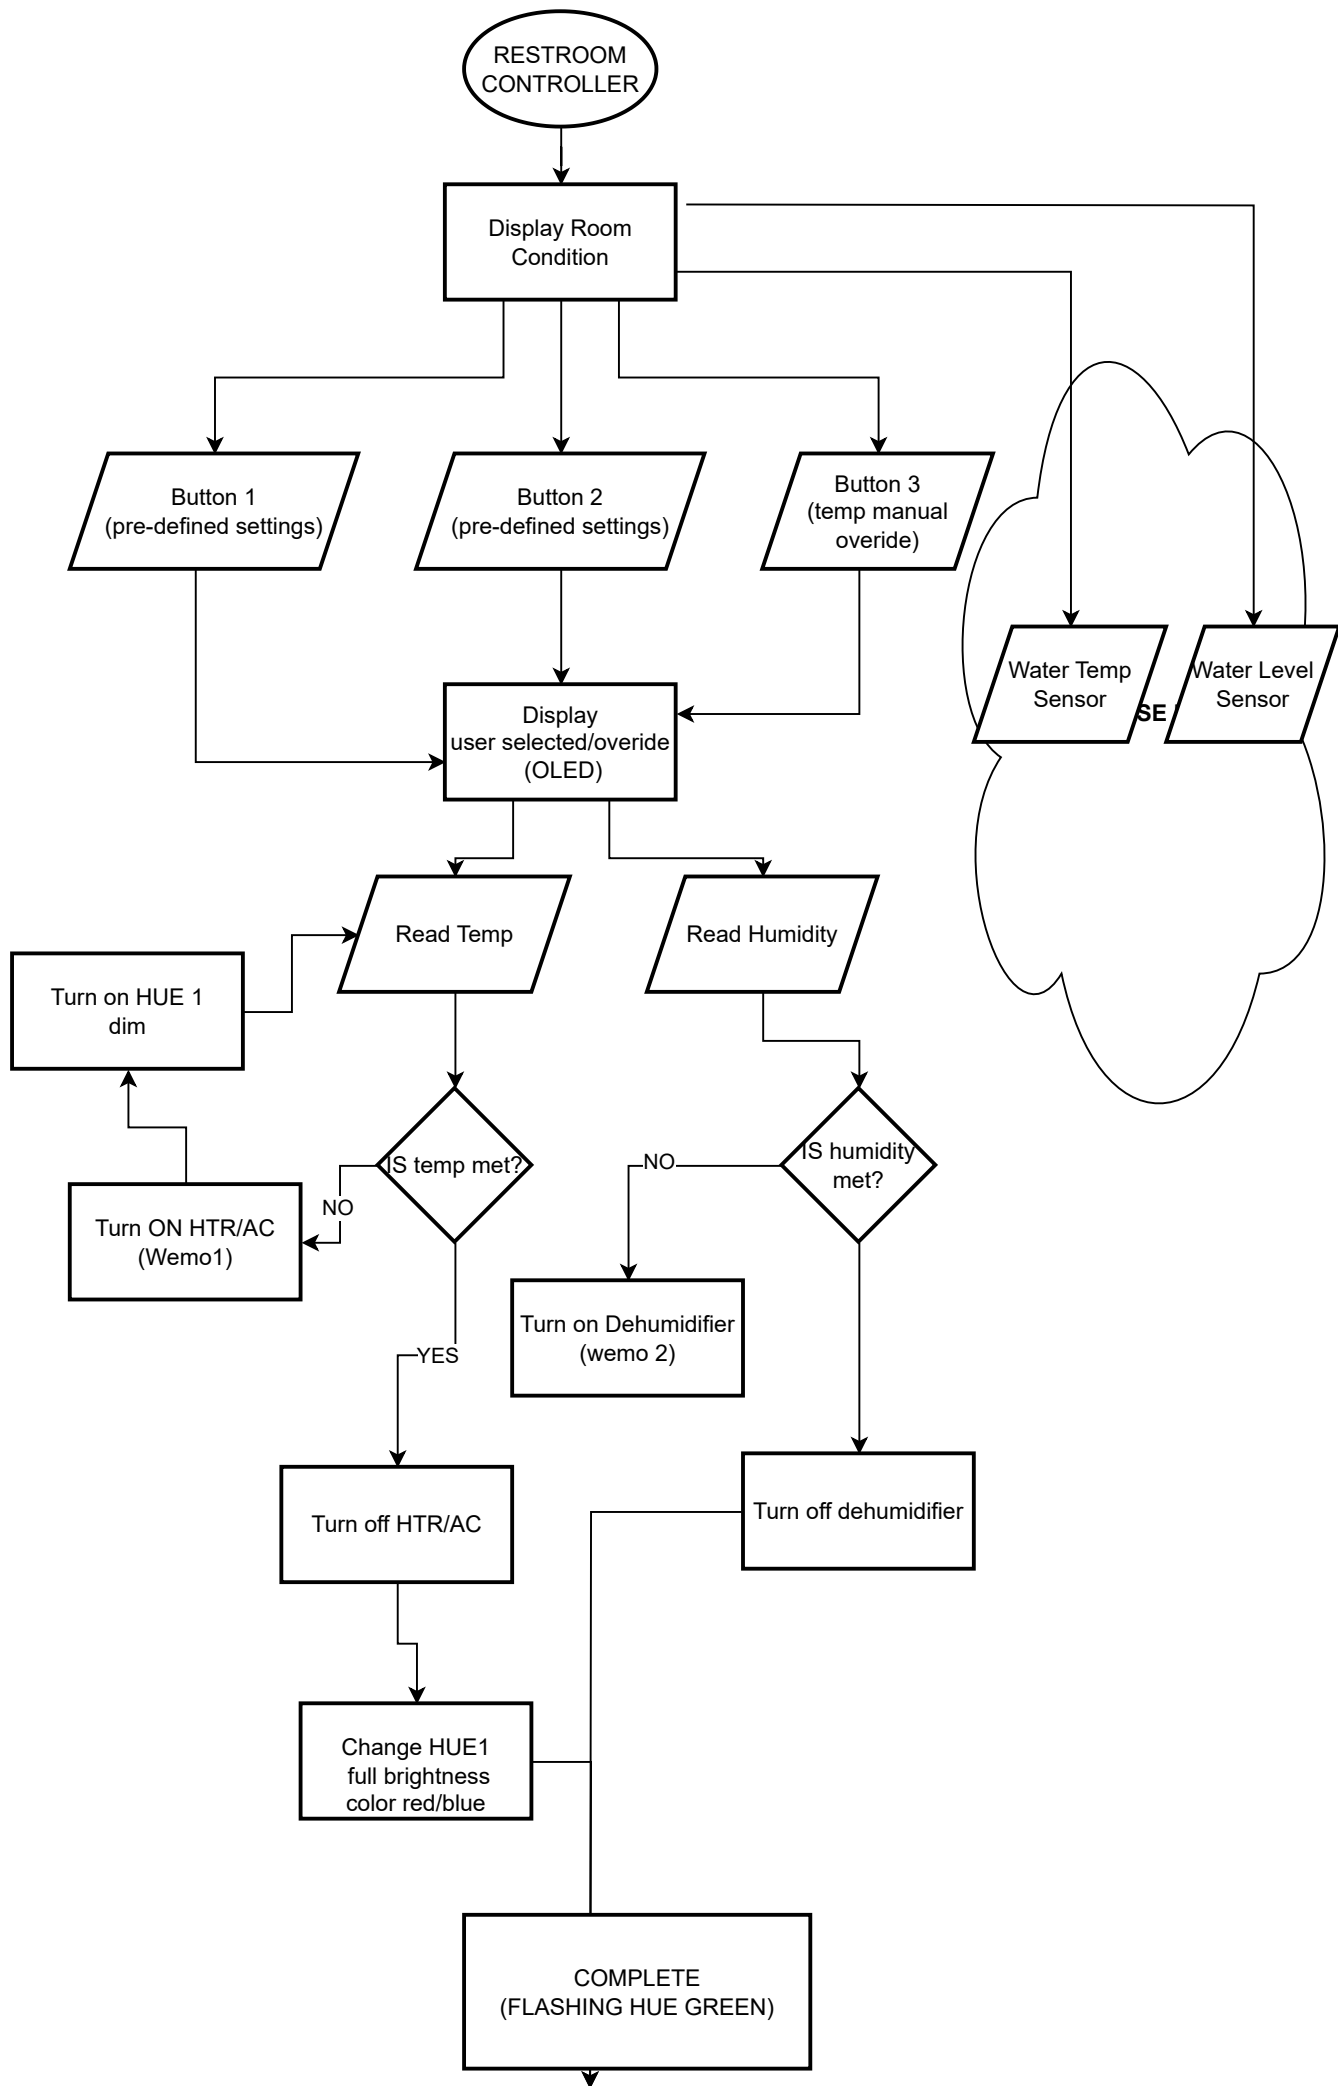 RESTROOM
CONTROLLER
Display Room
Condition
Button 1
(pre-defined settings)
Button 2
(pre-defined settings)
Button 3
(temp manual
overide)
Water Temp
Sensor
Water Level
Sensor
SE
Display
user selected/overide
(OLED)
Read Temp
Read Humidity
Turn on HUE 1
dim
IS temp met?
IS humidity
met?
NO
NO
Turn ON HTR/AC
(Wemo1)
Turn on Dehumidifier
(wemo 2)
YES
Turn off HTR/AC
Turn off dehumidifier
Change HUE1
full brightness
color red/blue
COMPLETE
(FLASHING HUE GREEN)